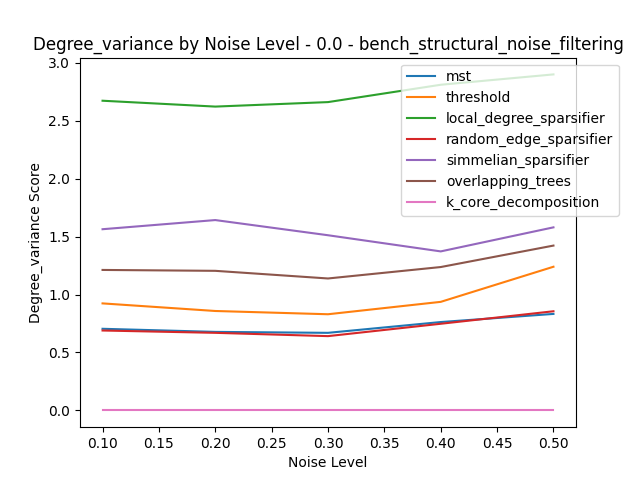 Degree_variance by Noise Level - 0.0 - bench_structural_noise_filtering
mst
threshold
local_degree_sparsifier
random_edge_sparsifier
simmelian_sparsifier
overlapping_trees
k_core_decomposition
Degree_variance Score
3.0
2.5
2.0
1.5
1.0
0.5
0.0
0.10 0.15 0.20 0.25 0.30 0.35 0.40 0.45 0.50
Noise Level